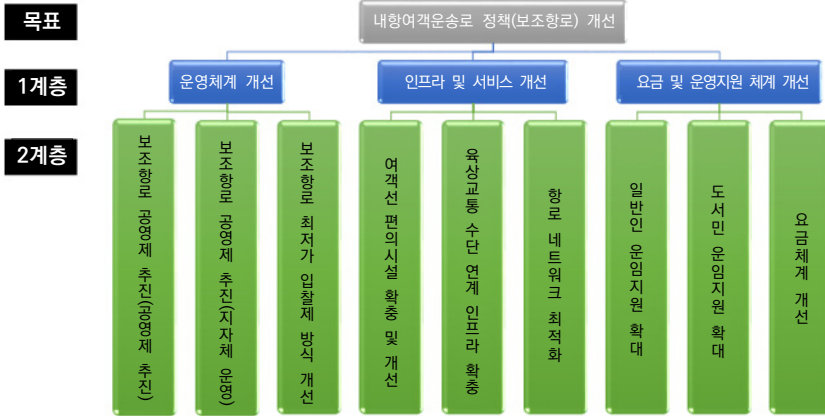 목표
내항여객운송로 정책(보조항로) 개선
1계층
운영체계 개선
인프라 및 서비스 개선
요금 및 운영지원 체계 개선
2계층
보조항로 공영제 추진(공영제 추진)
보조항로 공영제 추진(지자체 운영)
보조항로 최저가 입찰제 방식 개선
여객선 편의시설 확충 및 개선
육상교통 수단 연계 인프라 확충
항로 네트워크 최적화
일반인 운임지원 확대
도서민 운임지원 확대
요금체계 개선